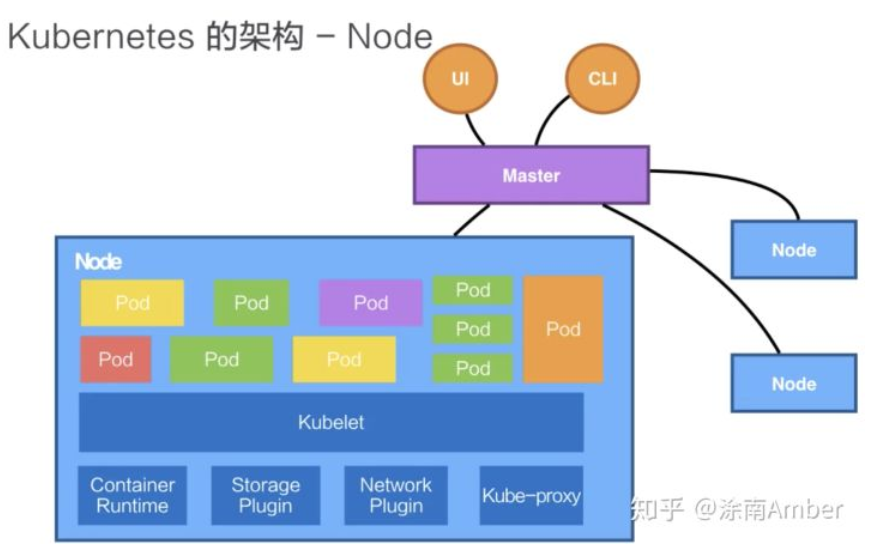 Kubernetes 的架构 - Node
UI
CLI
Master
Node
Node
Node
Pod
Pod
Pod
Pod
Pod
Pod
Pod
Pod
Pod
Pod
Kubelet
Container
Runtime
Storage
Plugin
Network
Plugin
Kube-proxy
知乎 @涂南Amber